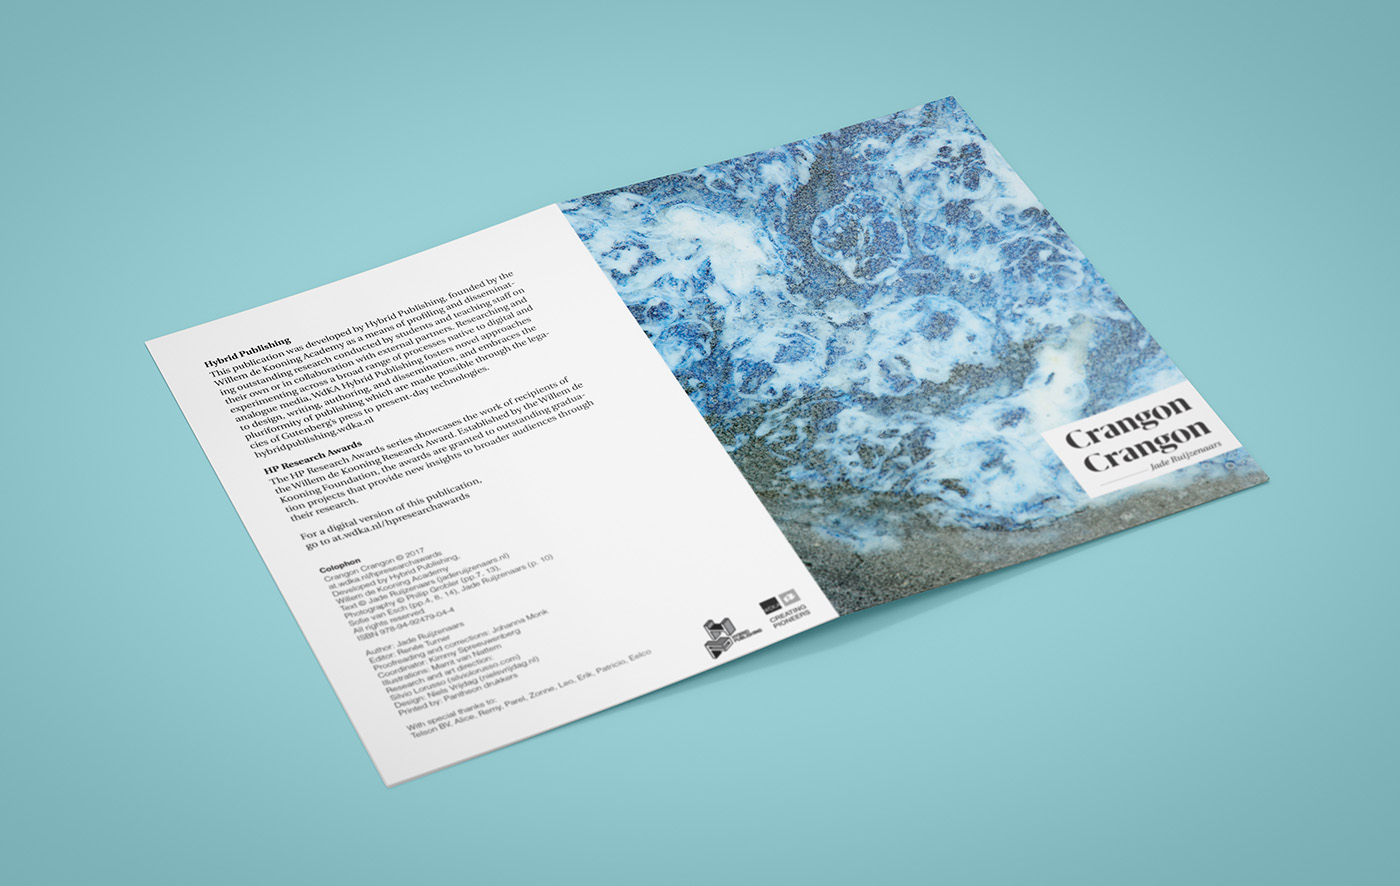 Hybrid Publishing
This publication was developed by Hybrid Publishing, founded by the
Willem de Kooning Academy as a means of profiling and disseminat-
ing outstanding research conducted by students and teaching staff on
their own or in collaboration with external parners. Researching and
experimenting across a broad range of processes native to digital and
analogue media, WdKA Hybrid Publishing fosters novel approaches
to design, writing, authoring, and dissemination, and embraces the
pluriformity of publishing which are made possible through the lega-
cies of Gutenberg's press to present-day technologies.
hybridpublishing.wdka.nl
HP Research Awards
The HP Research Awards series showcases the work of recipients of
the Willem de Kooning Research Award. Established by the Willem de
Kooning Foundation, the awards are granted to outstanding gradua-
tion projects that provide new insights to broader audiences through
their research.
For a digital version of this publication,
go to at.wdka.nl/hpresearchawards
Colophon
Crangon Crangon © 2017
at.wdka.nl/hpresearchawards
Developed by Hybrid Publishing,
Willem de Kooning Academy
Text © Jade Ruijzenaars (jaderuijzenaars.nl)
Photography © Philip Grobler (pp.7, 13),
Sofie van Esch (pp.4, 8, 14), Jade Ruijzenaars (p. 10)
All rights reserved
ISBN 978-94-92479-04-4
Author: Jade Ruijzenaars
Editor: Renée Turner
Proofreading and corrections: Johanna Monk
Coordinator: Kimmy Spreeuwenberg
Illustrations: Marrit van Nattem
Research and art direction:
Silvio Lorusso (silviolorusso.com)
Design: Niels Vrijdag (nielsvrijdag.nl)
Printed by: Pantheon drukkers
With special thanks to:
Telson BV, Alice, Remy, Parel, Zonne, Leo, Erik, Patricio, Eelco
HYBRID
PUBLISHING
CREATING
PIONEERS
Crangon
Crangon
Jade Ruijzenaars